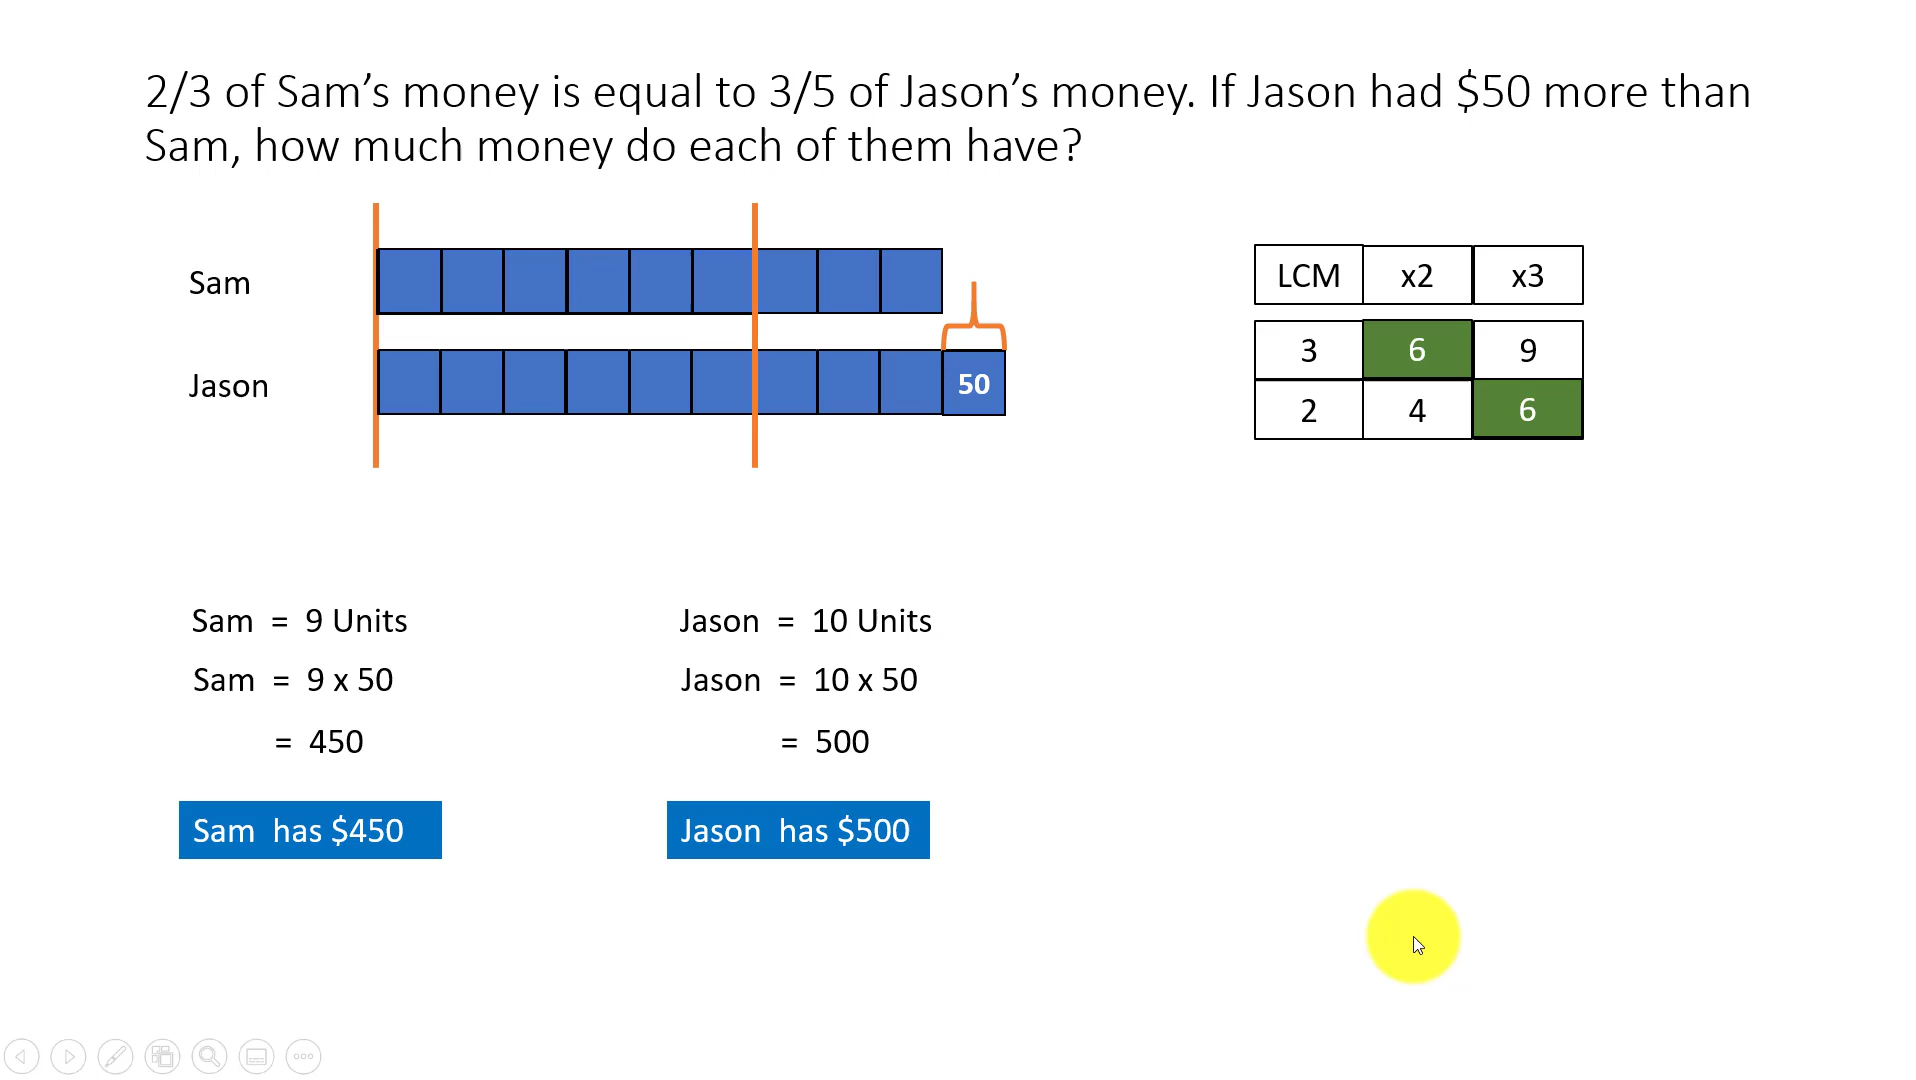 2/3 of Sam’s money is equal to 3/5 of Jason’s money. If Jason had $50 more than
Sam, how much money do each of them have?
Sam
Jason
50
LCM x2 x3
3 6 9
2 4 6
Sam = 9 Units
Sam = 9 x 50
= 450
Sam has $450
Jason = 10 Units
Jason = 10 x 50
= 500
Jason has $500